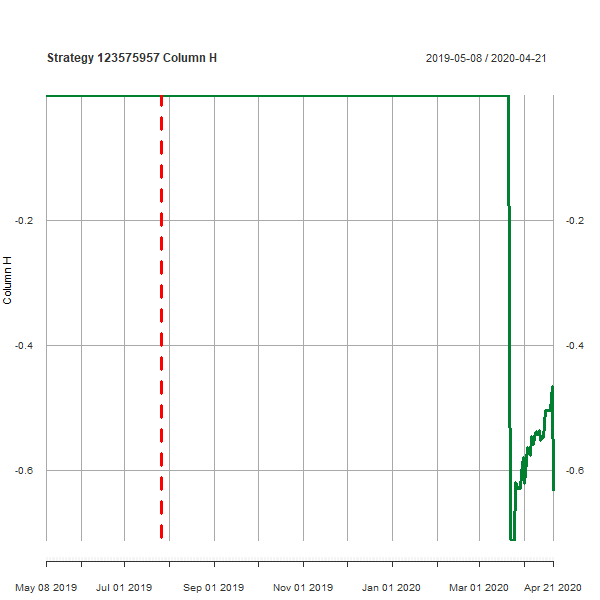 Strategy 123575957 Column H
2019-05-08 / 2020-04-21
-0.2
-0.2
Column H
-0.4
-0.4
-0.6
-0.6
May 08 2019
Jul 01 2019
Sep 01 2019
Nov 01 2019
Jan 01 2020
Mar 01 2020
Apr 21 2020